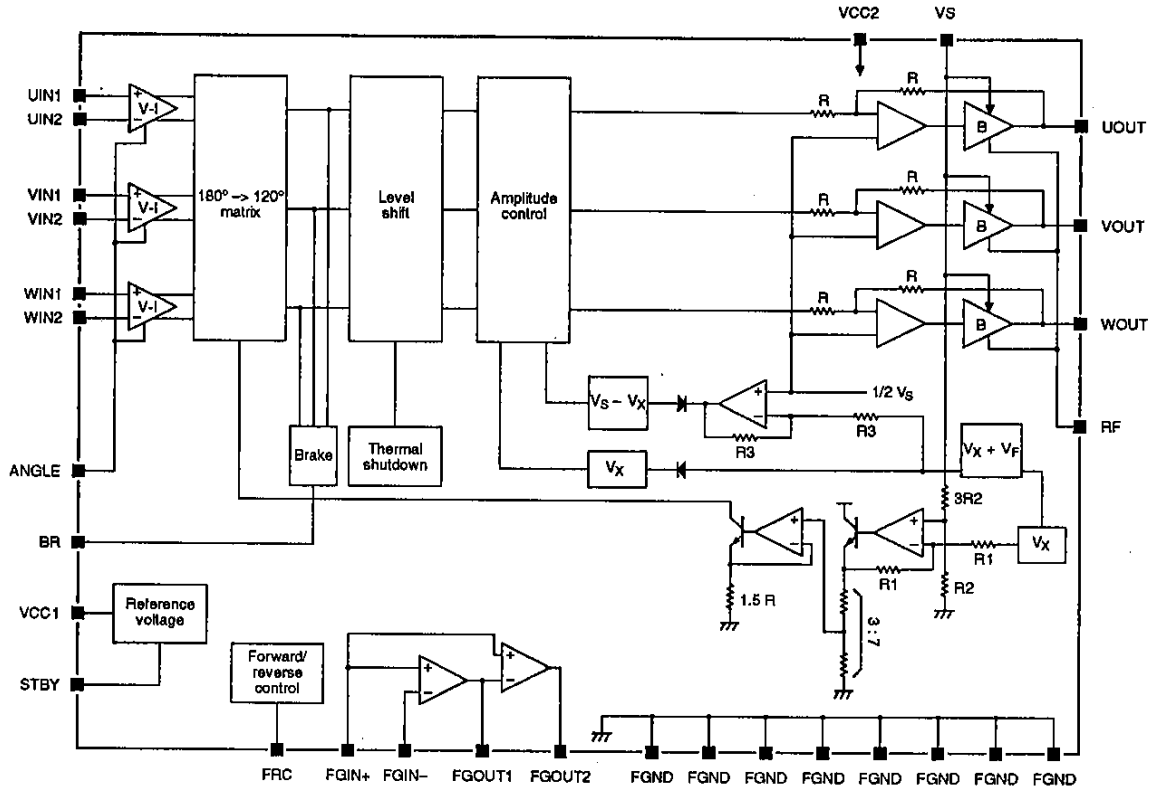 VCC2
VS
UIN1
UIN2
VIN1
VIN2
WIN1
WIN2
ANGLE
BR
VCC1
STBY
+
V-I
−
+
V-I
−
+
V-I
−
180° –> 120°
matrix
Level
shift
Amplitude
control
Brake
Thermal
shutdown
R
R
B
UOUT
R
R
B
VOUT
R
R
B
WOUT
RF
VS – VX
+
−
1/2 VS
R3
R3
VX
VX + VF
3R2
+
−
+
−
R1
R1
VX
R2
1.5 R
3 : 7
Reference
voltage
Forward/
reverse
control
+
−
+
−
FRC
FGIN+
FGIN–
FGOUT1
FGOUT2
FGND
FGND
FGND
FGND
FGND
FGND
FGND
FGND